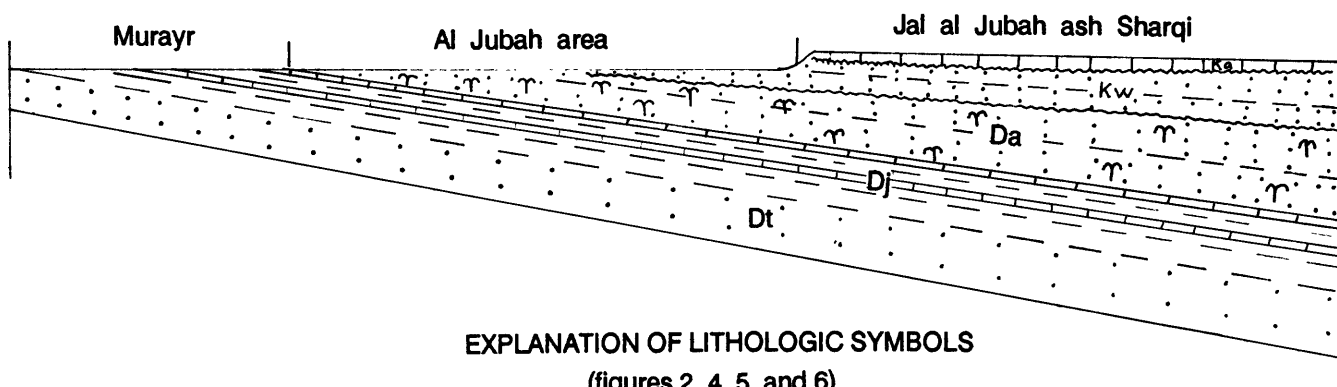 Murayr Al Jubah area Jal al Jubah ash Sharqi
Ka
Kw
Da
Dj
Dt
EXPLANATION OF LITHOLOGIC SYMBOLS
(figures 2, 4, 5, and 6)